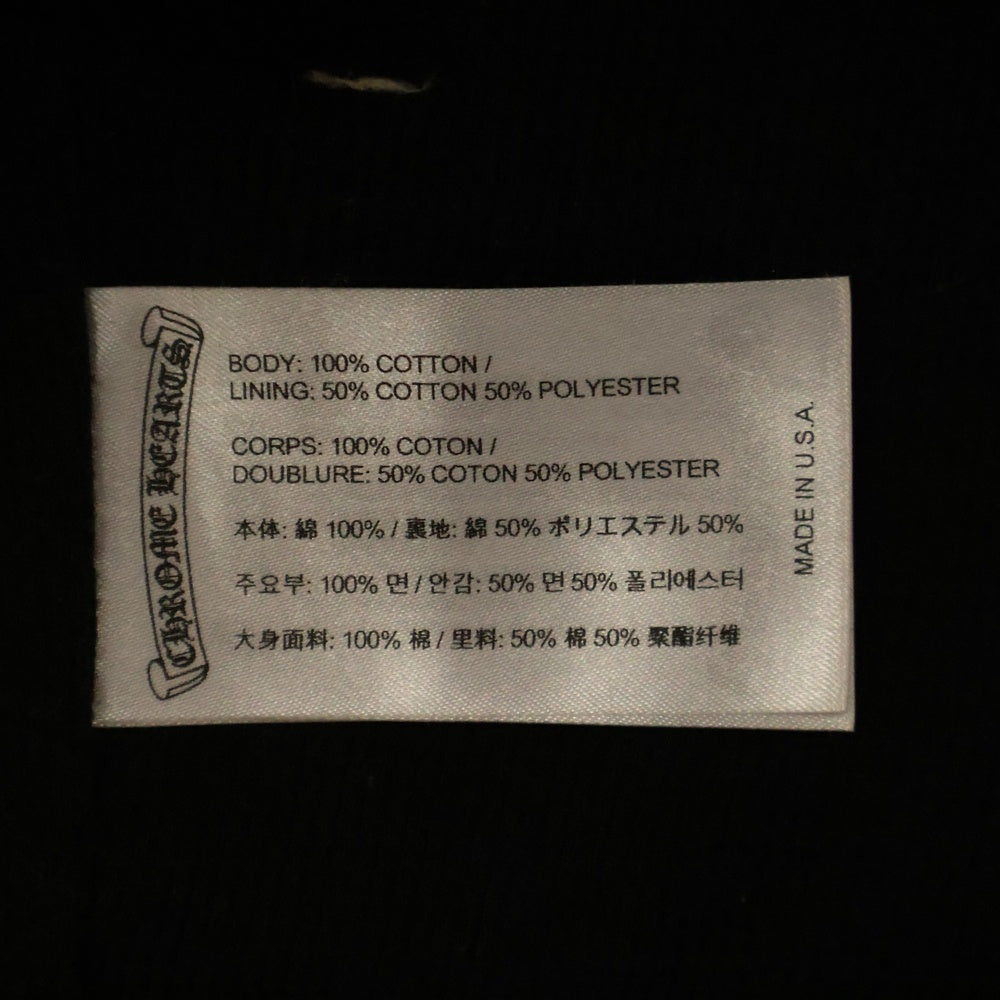 CHROME HEARTS
BODY: 100% COTTON /
LINING: 50% COTTON 50% POLYESTER
CORPS: 100% COTON /
DOUBLURE: 50% COTON 50% POLYESTER
本体: 綿 100% / 裏地: 綿 50% ポリエステル 50%
주요부: 100% 면 / 안감: 50% 면 50% 폴리에스터
大身面料: 100% 棉 / 里料: 50% 棉 50% 聚酯纤维
MADE IN U.S.A.